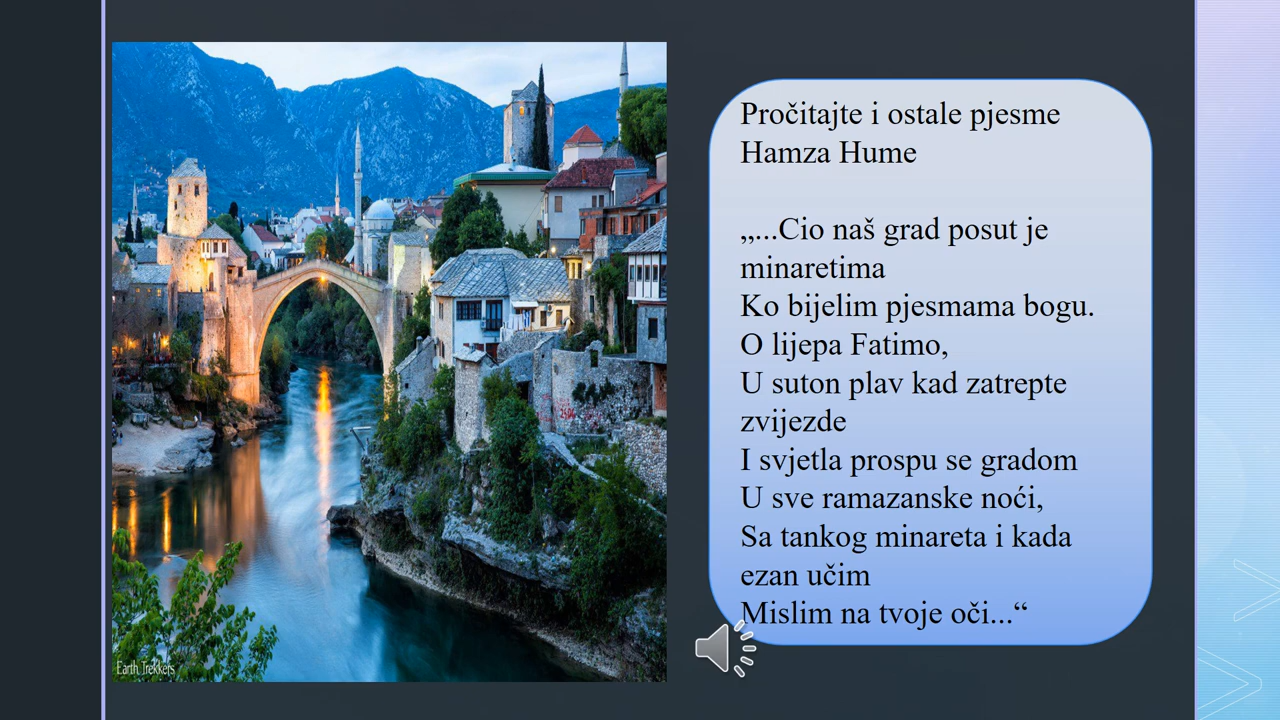 Pročitajte i ostale pjesme
Hamza Hume
„...Cio naš grad posut je
minaretima
Ko bijelim pjesmama bogu.
O lijepa Fatimo,
U suton plav kad zatrepte
zvijezde
I svjetla prospu se gradom
U sve ramazanske noći,
Sa tankog minareta i kada
ezan učim
Mislim na tvoje oči...“
Earth Trekkers